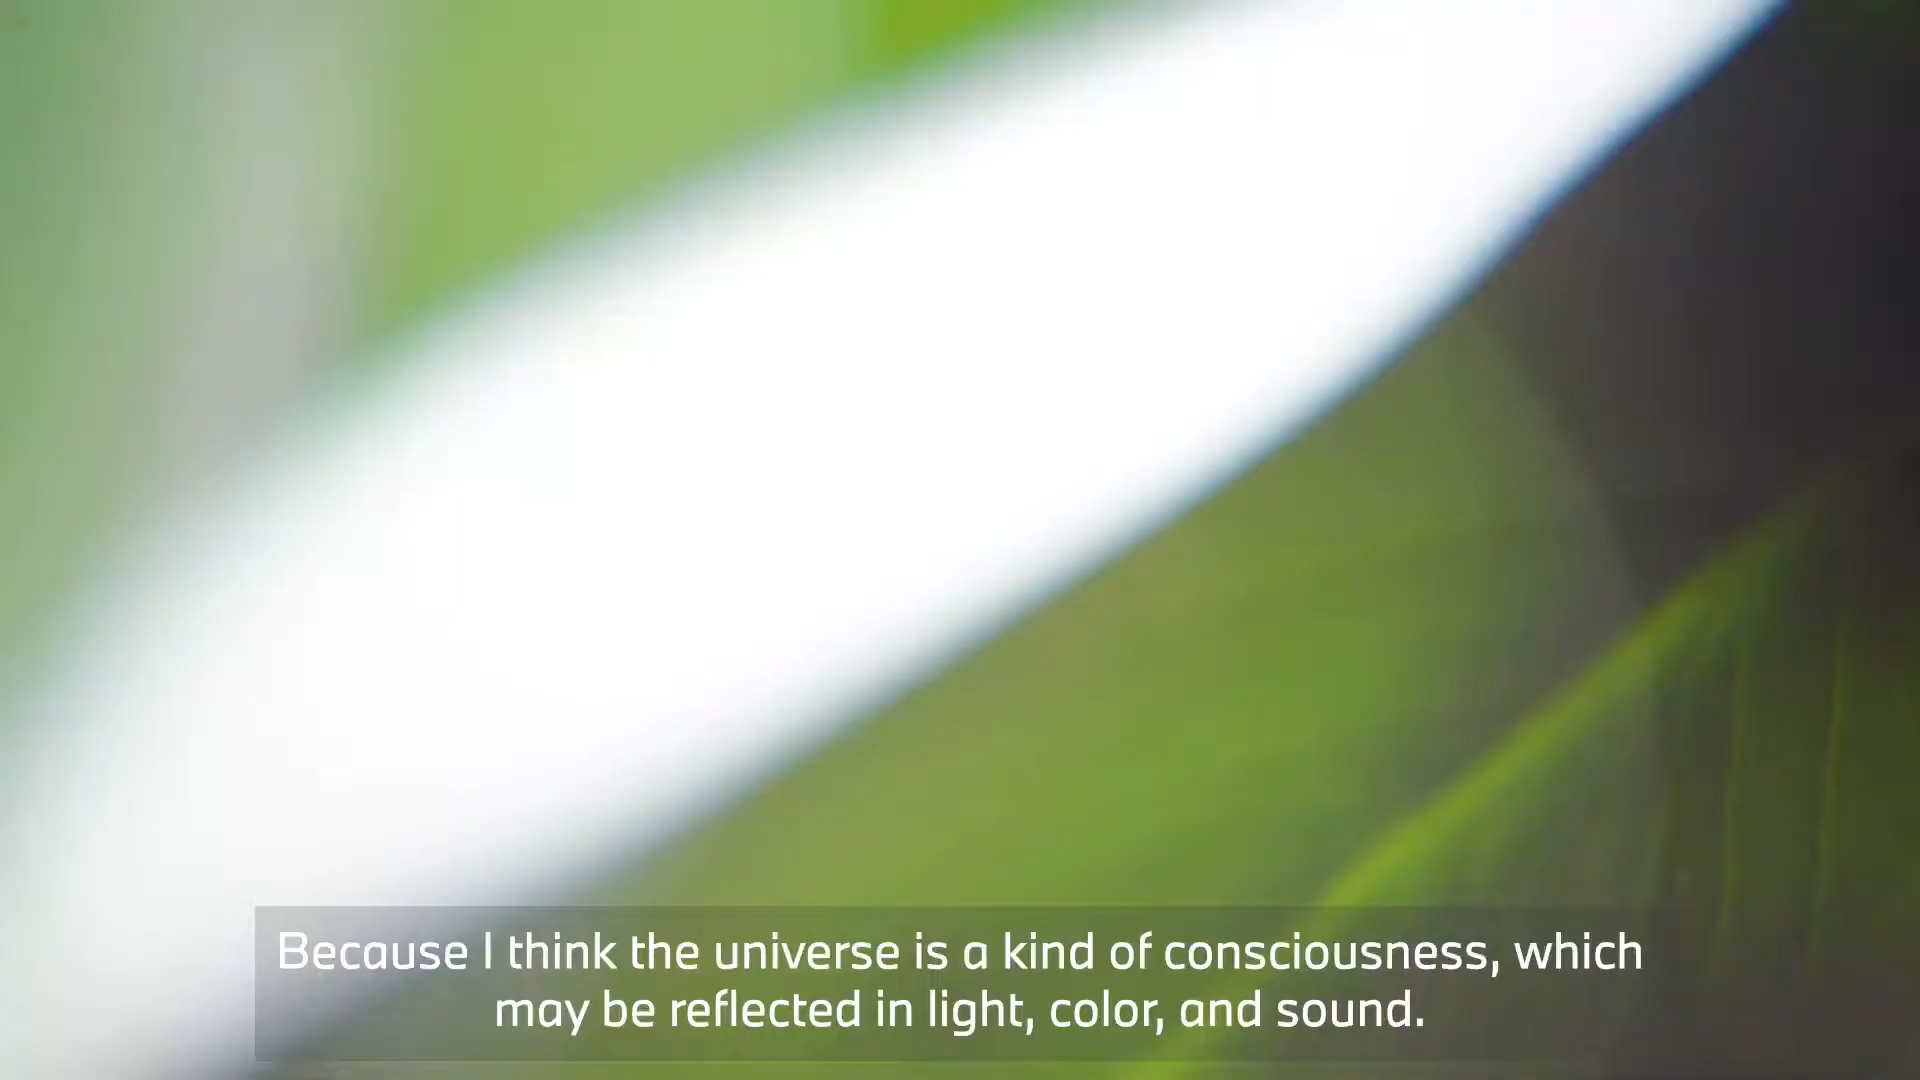 Because I think the universe is a kind of consciousness, which
may be reflected in light, color, and sound.